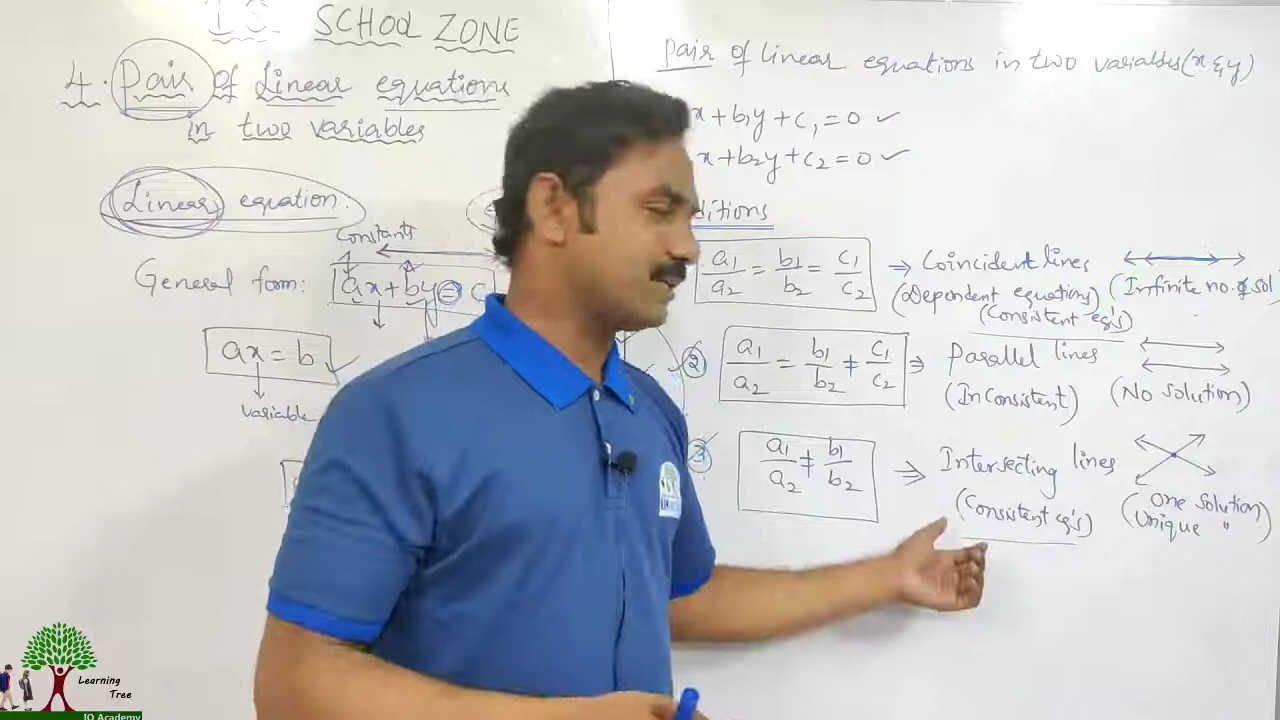 SCHOOL ZONE
4. Pair of Linear equations
in two variables
Linear equation.
Constants
General form: ax+by=c
ax = b
variable
Pair of linear equations in two variables (x & y)
x + b1y + c1 = 0 ✓
x + b2y + c2 = 0 ✓
ditions
a1/a2 = b1/b2 = c1/c2 ⇒ Coincident lines
(Dependent equations) (Infinite no. of sol
(Consistent eq's)
② a1/a2 = b1/b2 ≠ c1/c2 ⇒ Parallel lines
(InConsistent) (No solution)
③ a1/a2 ≠ b1/b2 ⇒ Intersecting lines
(Consistent eq's) (One solution)
Unique "
Learning
Tree
IQ Academy